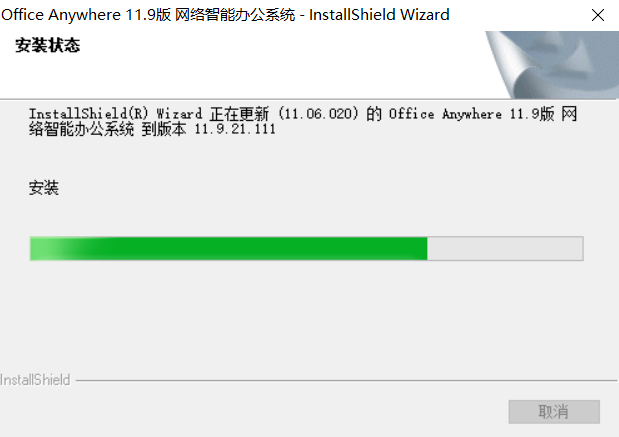 Office Anywhere 11.9版 网络智能办公系统 - InstallShield Wizard
安装状态
InstallShield(R) Wizard 正在更新 (11.06.020) 的 Office Anywhere 11.9版 网
络智能办公系统 到版本 11.9.21.111
安装
InstallShield
取消